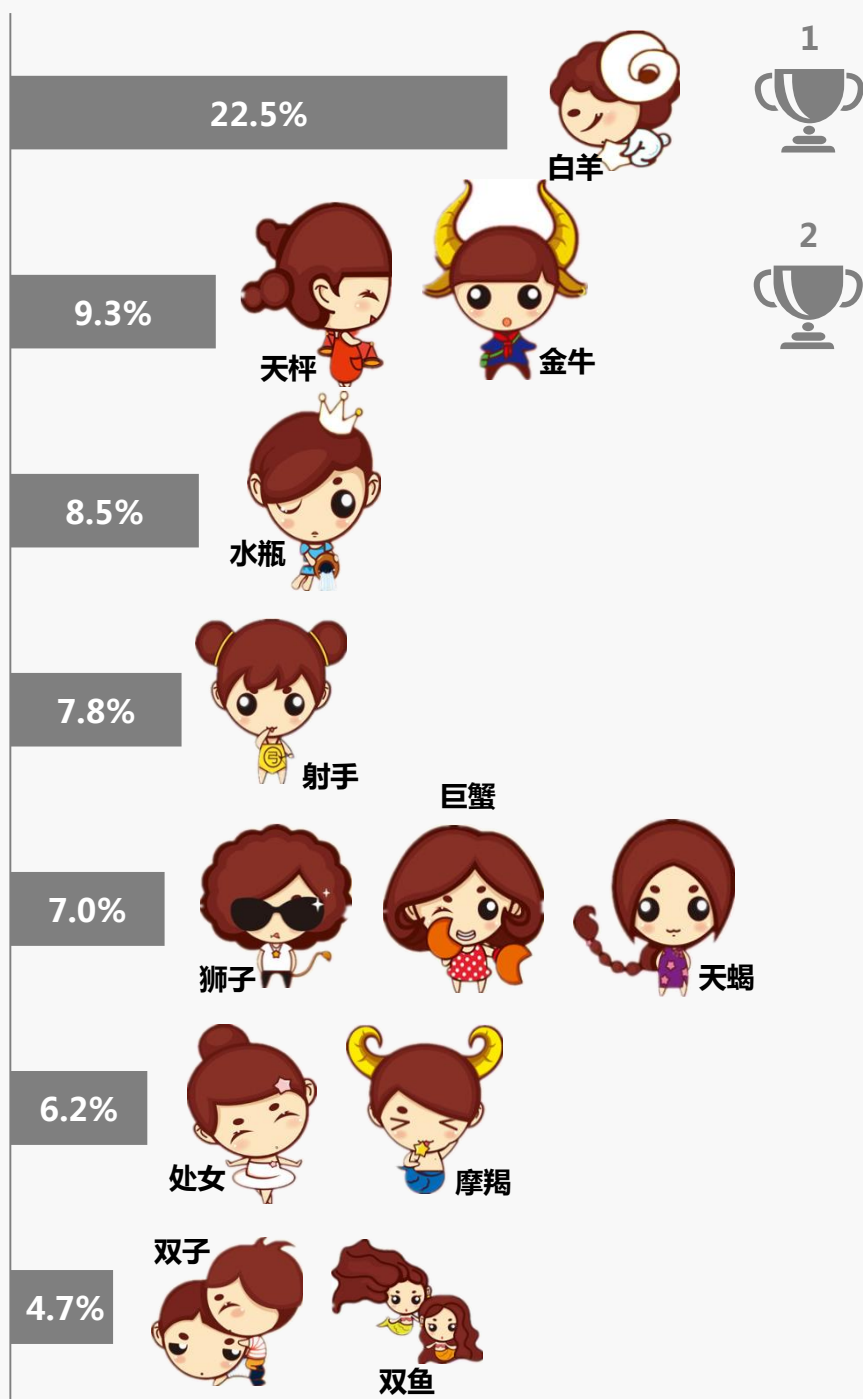 1
22.5%
白羊
2
9.3%
天枰
金牛
8.5%
水瓶
7.8%
射手
巨蟹
7.0%
狮子
天蝎
6.2%
处女
摩羯
双子
4.7%
双鱼